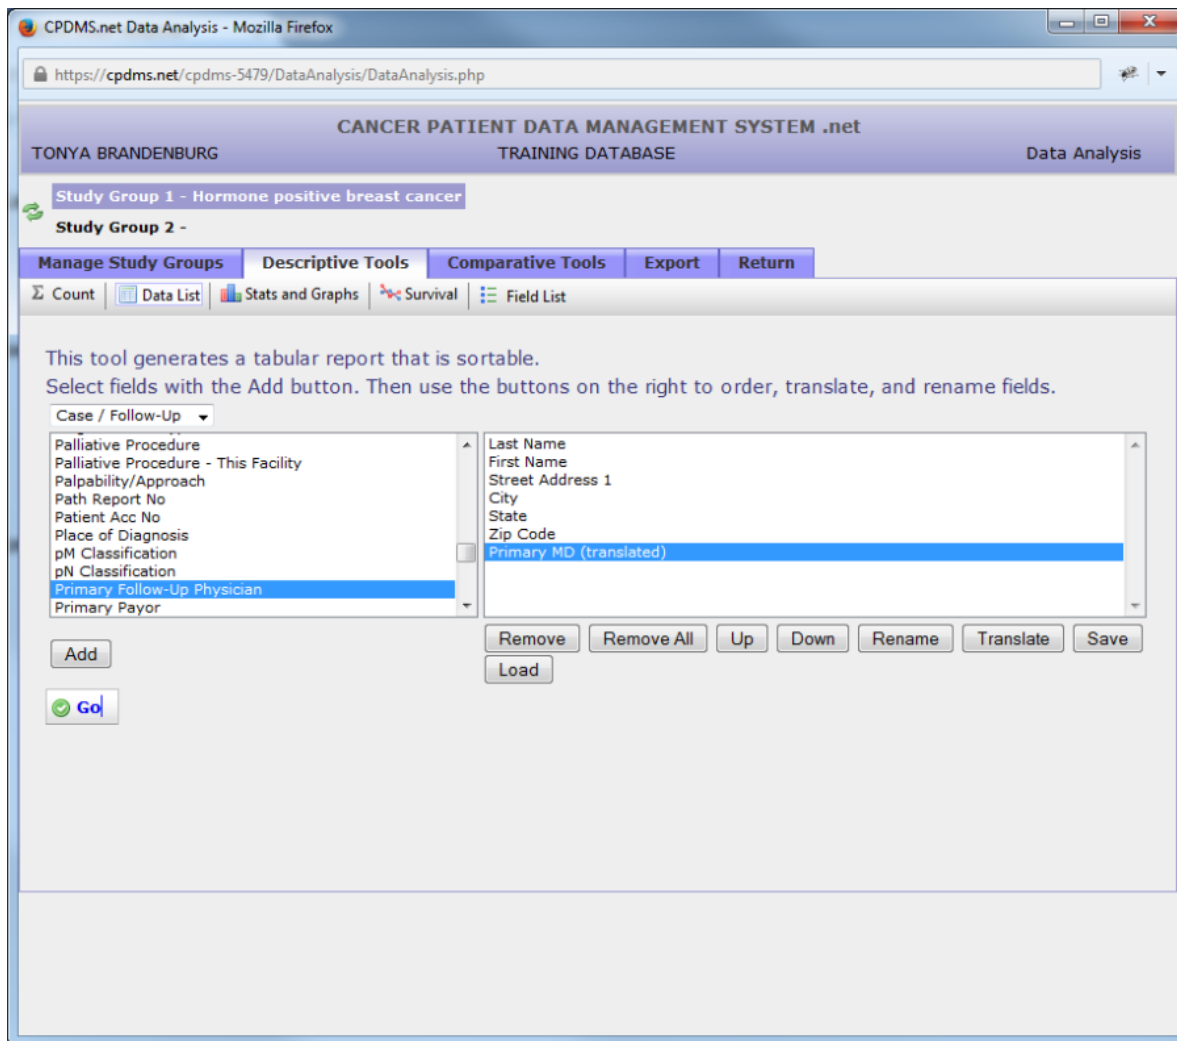 CPDMS.net Data Analysis - Mozilla Firefox
https://cpdms.net/cpdms-5479/DataAnalysis/DataAnalysis.php
CANCER PATIENT DATA MANAGEMENT SYSTEM .net
TONYA BRANDENBURG TRAINING DATABASE Data Analysis
Study Group 1 - Hormone positive breast cancer
Study Group 2 -
Manage Study Groups Descriptive Tools Comparative Tools Export Return
Σ Count Data List Stats and Graphs Survival Field List
This tool generates a tabular report that is sortable.
Select fields with the Add button. Then use the buttons on the right to order, translate, and rename fields.
Case / Follow-Up
Palliative Procedure
Palliative Procedure - This Facility
Palpability/Approach
Path Report No
Patient Acc No
Place of Diagnosis
pM Classification
pN Classification
Primary Follow-Up Physician
Primary Payor
Last Name
First Name
Street Address 1
City
State
Zip Code
Primary MD (translated)
Add
Remove Remove All Up Down Rename Translate Save
Load
Go